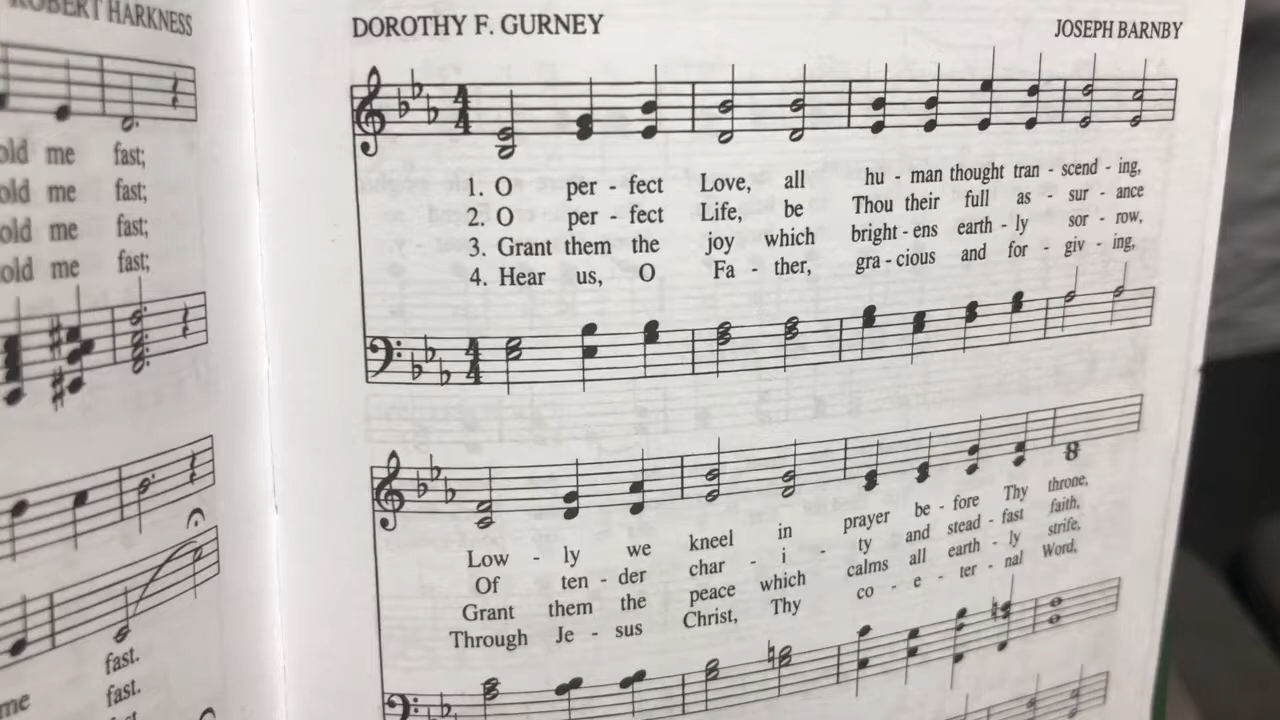 ROBERT HARKNESS
old me fast;
old me fast;
old me fast;
old me fast;
fast.
me fast.
DOROTHY F. GURNEY
JOSEPH BARNBY
4
4
1. O per - fect Love, all hu - man thought tran - scend - ing,
2. O per - fect Life, be Thou their full as - sur - ance
3. Grant them the joy which bright - ens earth - ly sor - row,
4. Hear us, O Fa - ther, gra - cious and for - giv - ing,
4
4
Low - ly we kneel in prayer be - fore Thy throne,
Of ten - der char - i - ty and stead - fast faith,
Grant them the peace which calms all earth - ly strife,
Through Je - sus Christ, Thy co - e - ter - nal Word,